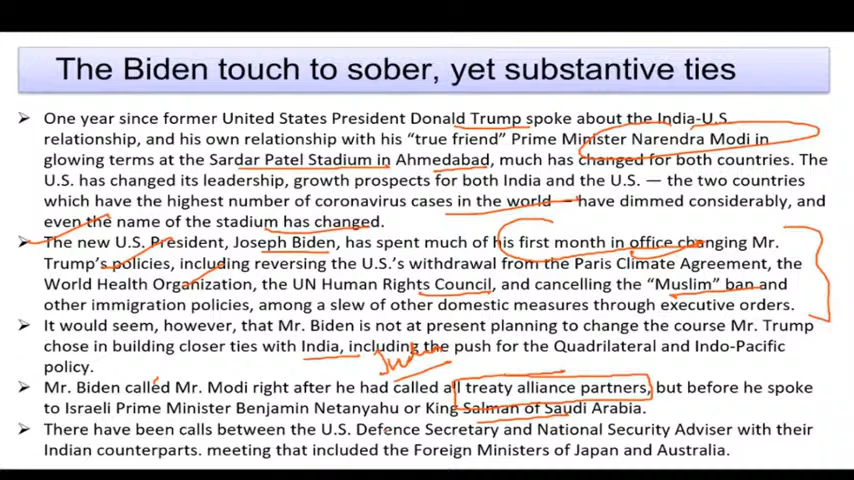 The Biden touch to sober, yet substantive ties
➢ One year since former United States President Donald Trump spoke about the India-U.S.
relationship, and his own relationship with his “true friend” Prime Minister Narendra Modi in
glowing terms at the Sardar Patel Stadium in Ahmedabad, much has changed for both countries. The
U.S. has changed its leadership, growth prospects for both India and the U.S. — the two countries
which have the highest number of coronavirus cases in the world — have dimmed considerably, and
even the name of the stadium has changed.
➢ The new U.S. President, Joseph Biden, has spent much of his first month in office changing Mr.
Trump’s policies, including reversing the U.S.’s withdrawal from the Paris Climate Agreement, the
World Health Organization, the UN Human Rights Council, and cancelling the “Muslim” ban and
other immigration policies, among a slew of other domestic measures through executive orders.
➢ It would seem, however, that Mr. Biden is not at present planning to change the course Mr. Trump
chose in building closer ties with India, including the push for the Quadrilateral and Indo-Pacific
policy.
India
➢ Mr. Biden called Mr. Modi right after he had called all treaty alliance partners, but before he spoke
to Israeli Prime Minister Benjamin Netanyahu or King Salman of Saudi Arabia.
➢ There have been calls between the U.S. Defence Secretary and National Security Adviser with their
Indian counterparts. meeting that included the Foreign Ministers of Japan and Australia.